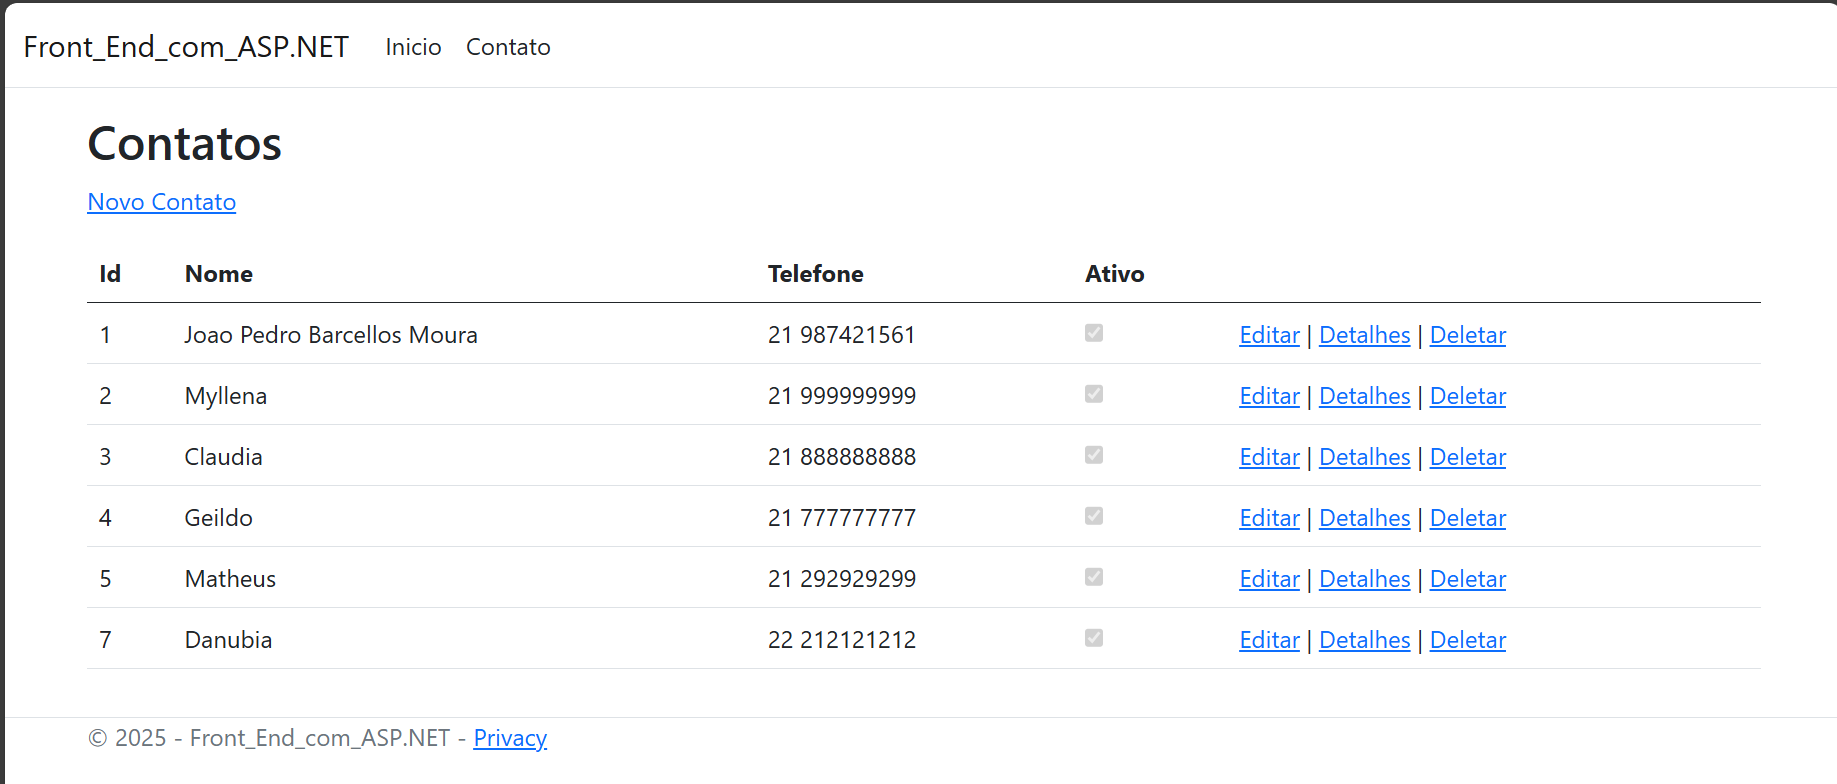 Front_End_com_ASP.NET Inicio Contato
Contatos
Novo Contato
Id Nome Telefone Ativo
1 Joao Pedro Barcellos Moura 21 987421561 Editar | Detalhes | Deletar
2 Myllena 21 999999999 Editar | Detalhes | Deletar
3 Claudia 21 888888888 Editar | Detalhes | Deletar
4 Geildo 21 777777777 Editar | Detalhes | Deletar
5 Matheus 21 292929299 Editar | Detalhes | Deletar
7 Danubia 22 212121212 Editar | Detalhes | Deletar
© 2025 - Front_End_com_ASP.NET - Privacy